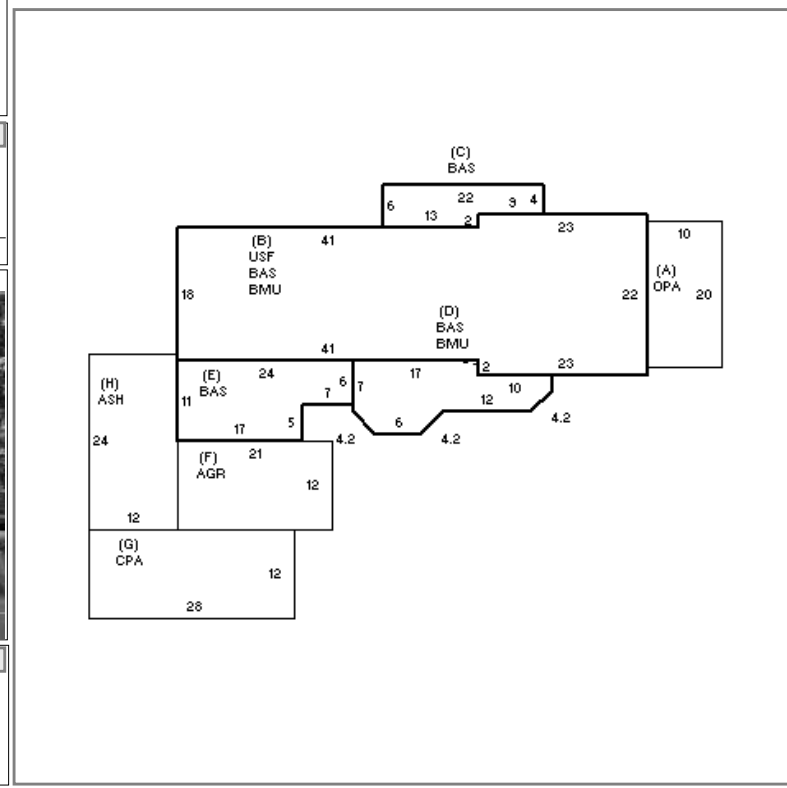 (C)
BAS
6 22 9 4
13 2
41 23
(B)
USF
BAS
BMU
10
(A)
OPA
18 22 20
(D)
BAS
BMU
41 2 23
(E)
BAS
24 6 7 17 10
11 7 12
17 5 6
4.2 4.2 4.2
(H)
ASH
24
12
(F)
AGR
21
12
(G)
CPA
12
28